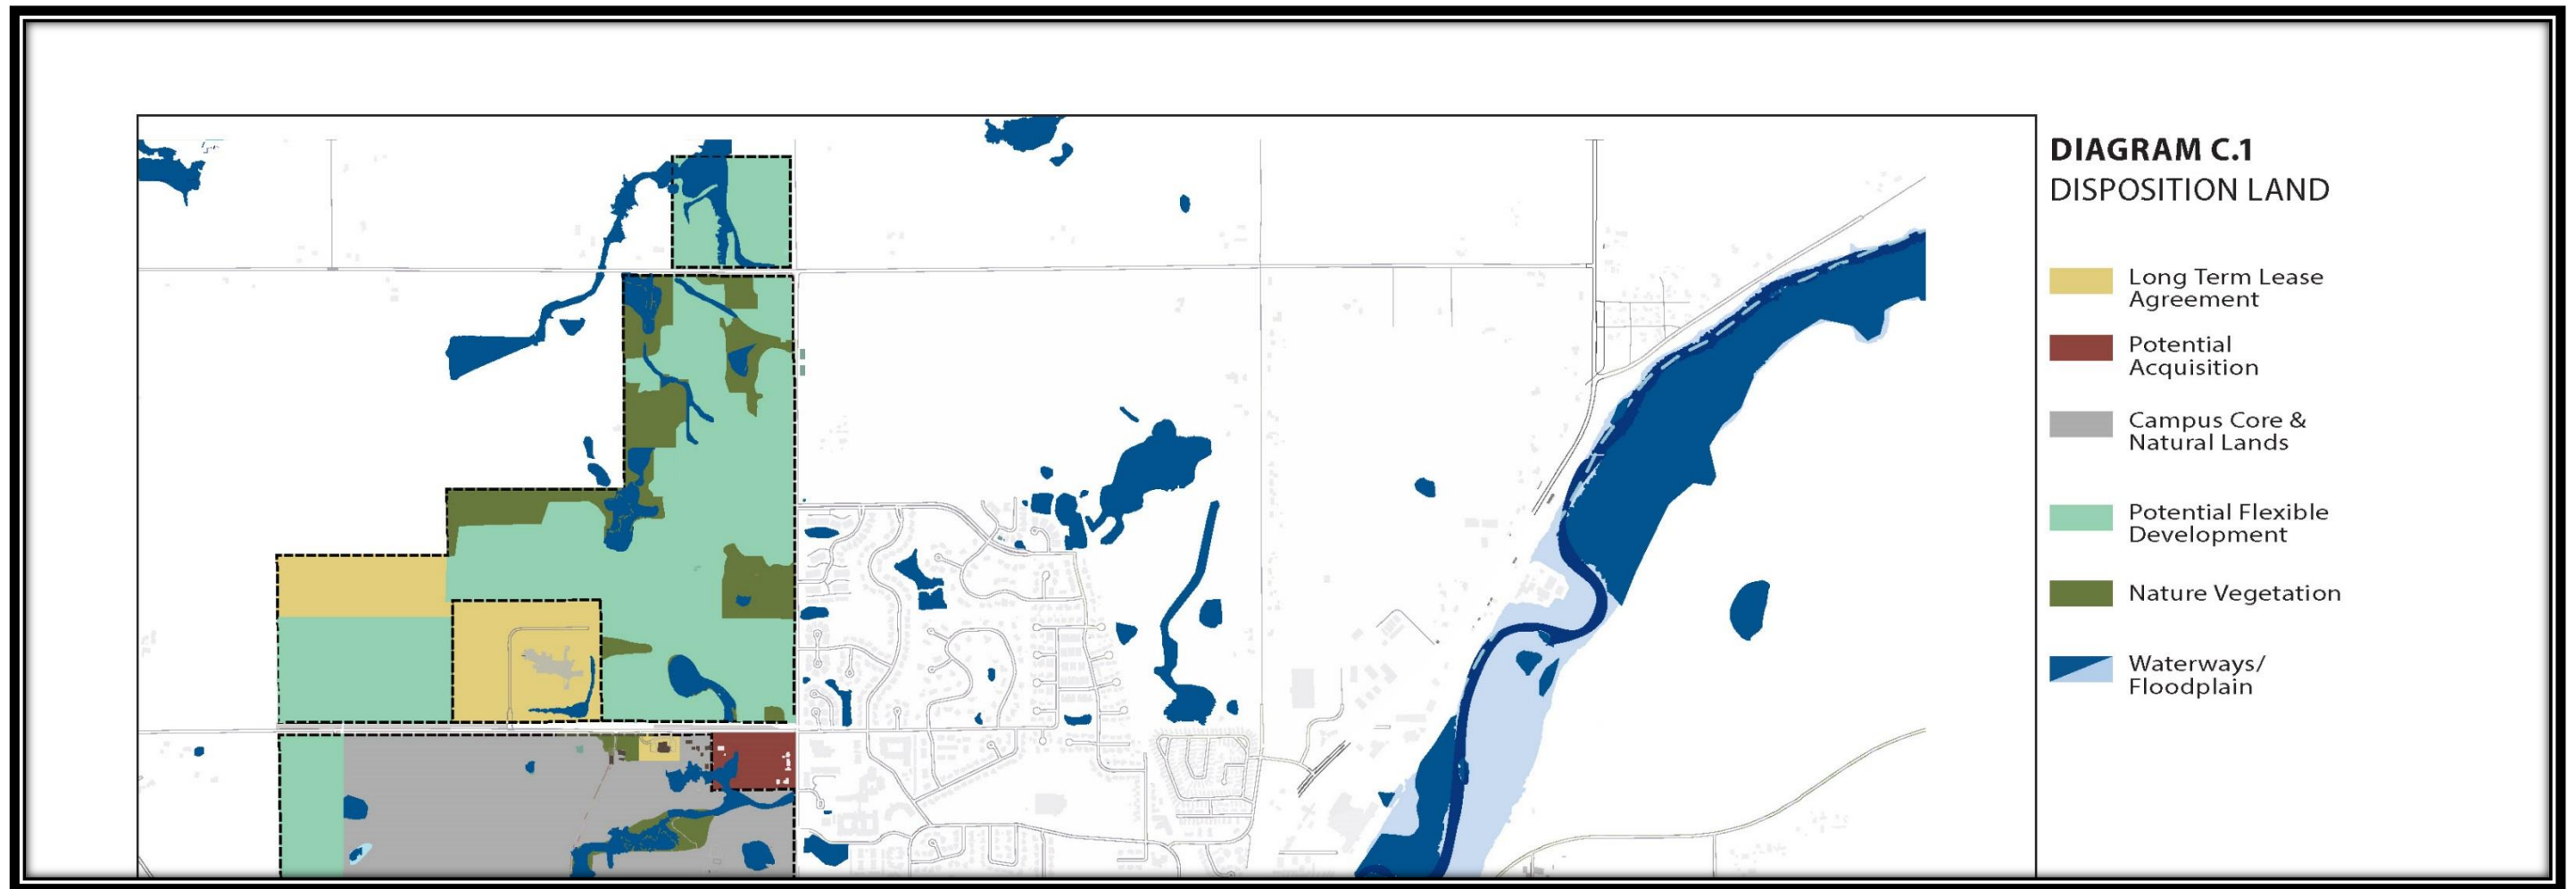 DIAGRAM C.1
DISPOSITION LAND
Long Term Lease
Agreement
Potential
Acquisition
Campus Core &
Natural Lands
Potential Flexible
Development
Nature Vegetation
Waterways/
Floodplain